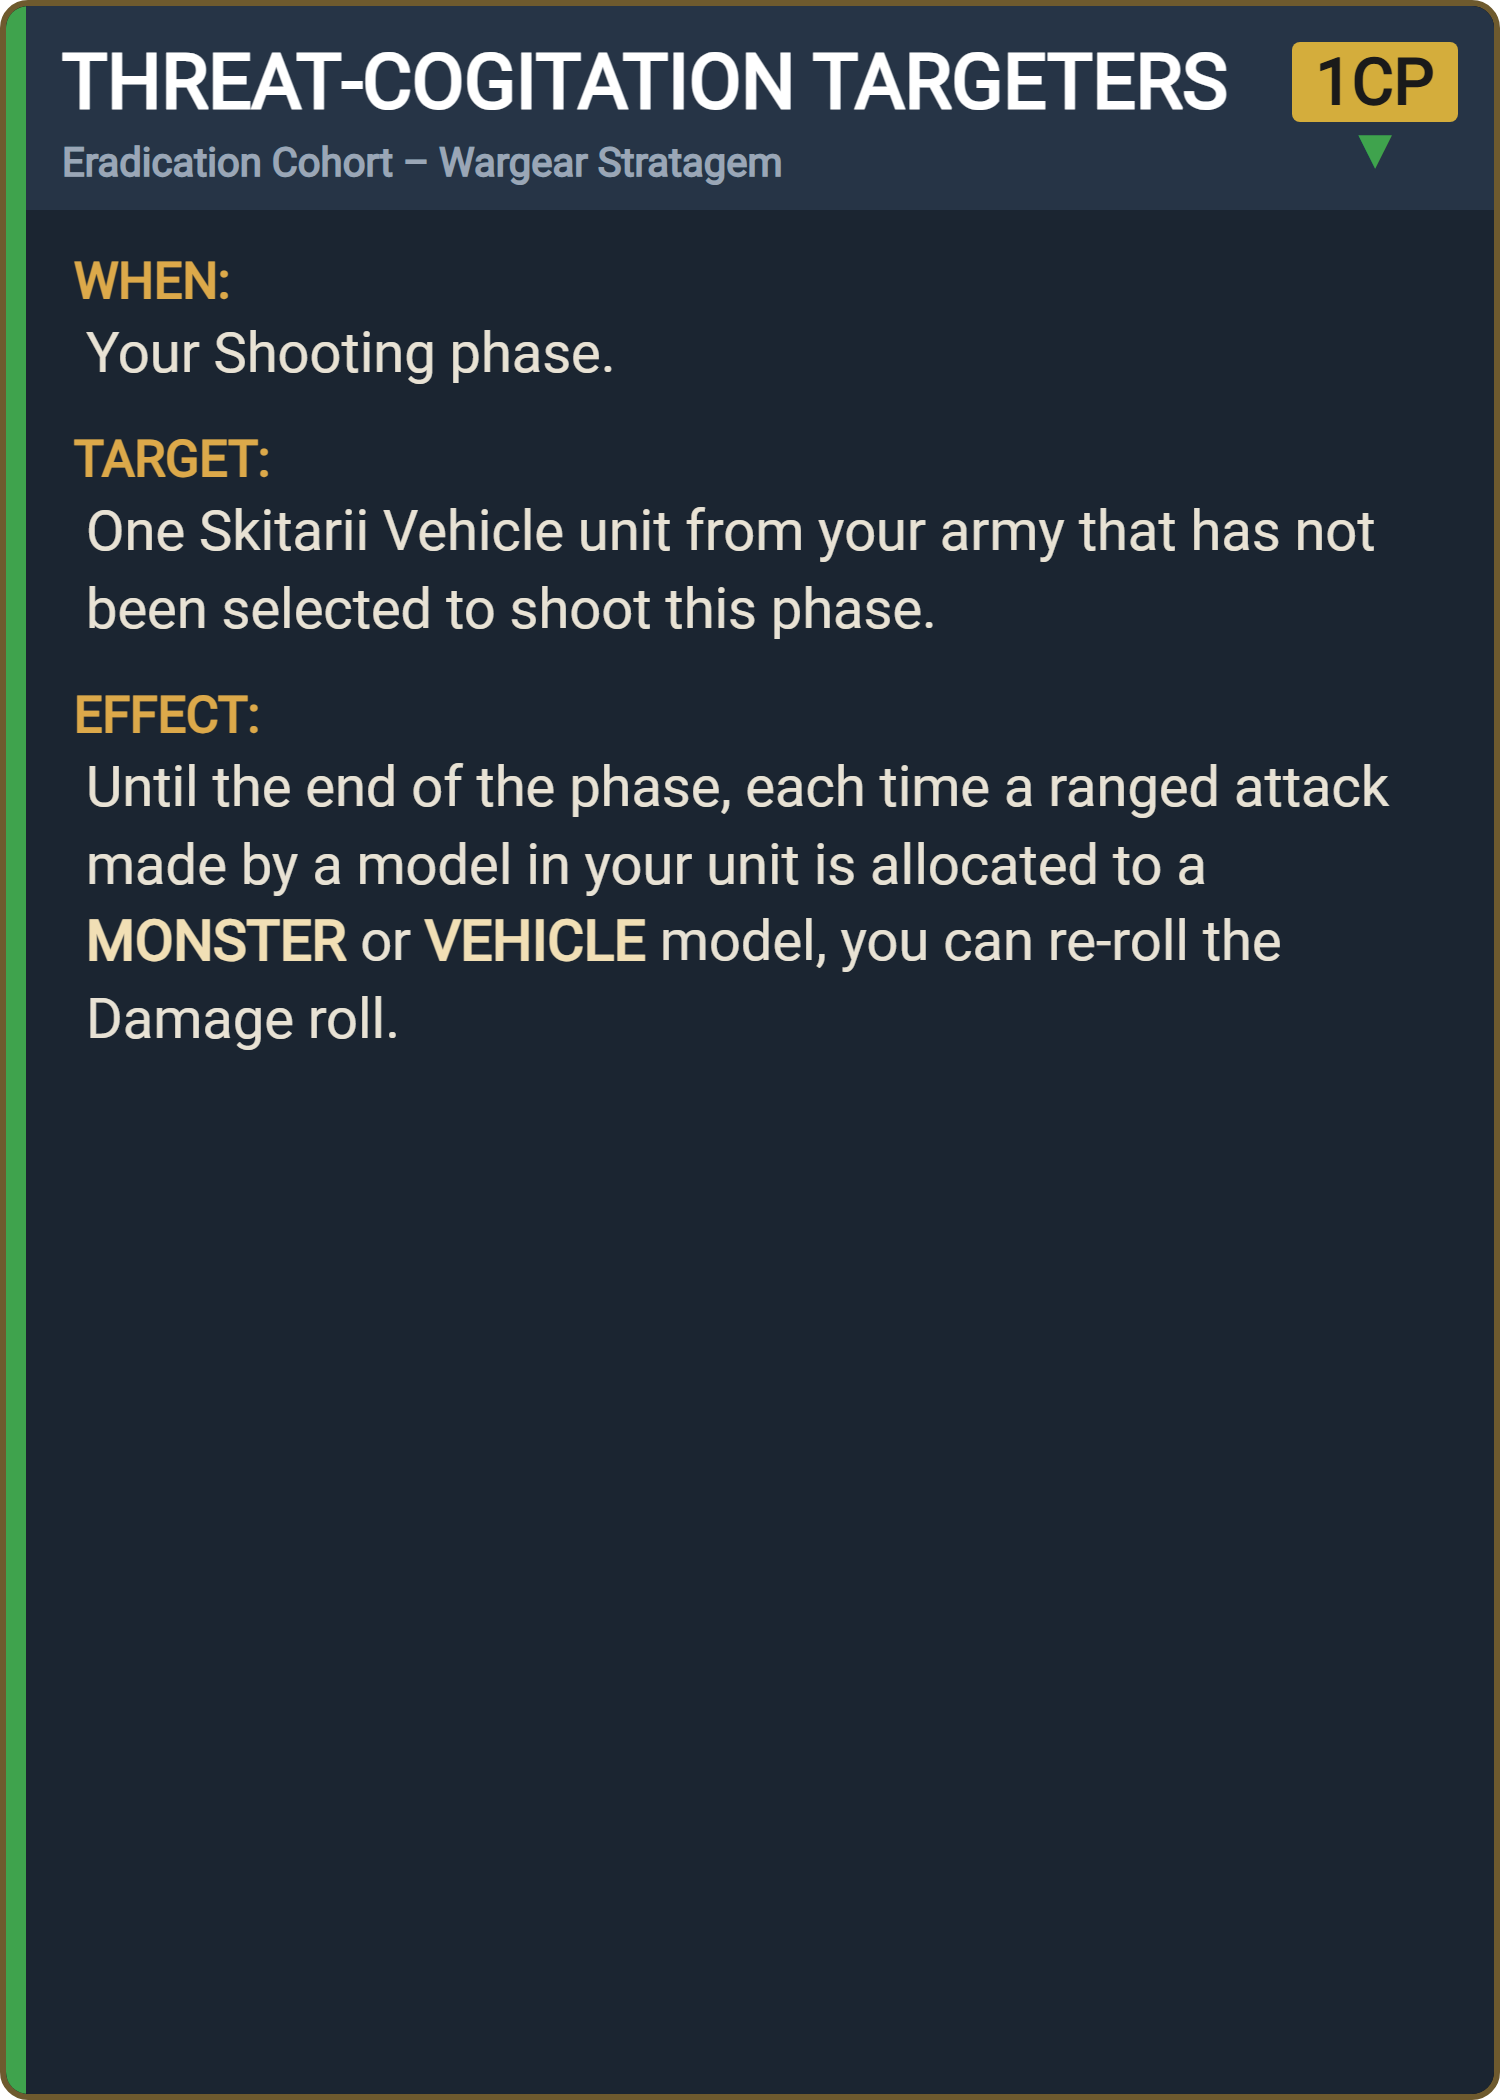 THREAT-COGITATION TARGETERS
1CP
Eradication Cohort – Wargear Stratagem
WHEN:
Your Shooting phase.
TARGET:
One Skitarii Vehicle unit from your army that has not
been selected to shoot this phase.
EFFECT:
Until the end of the phase, each time a ranged attack
made by a model in your unit is allocated to a
MONSTER or VEHICLE model, you can re-roll the
Damage roll.